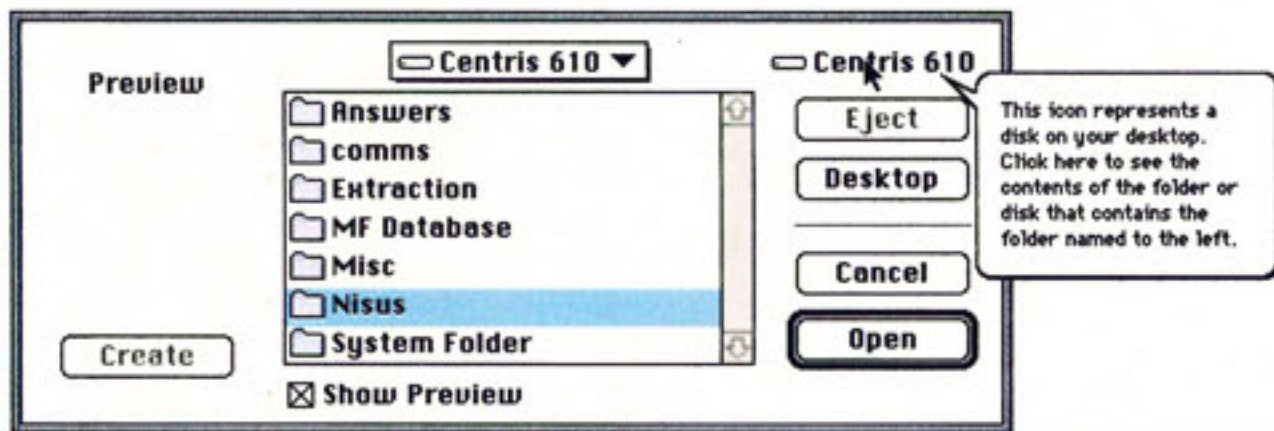 Preview
Create
Centris 610
Answers
comms
Extraction
MF Database
Misc
Nisus
System Folder
Show Preview
Centris 610
Eject
Desktop
Cancel
Open
This icon represents a
disk on your desktop.
Click here to see the
contents of the folder or
disk that contains the
folder named to the left.